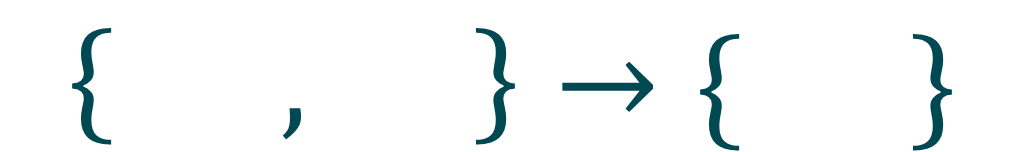 { , } → { }